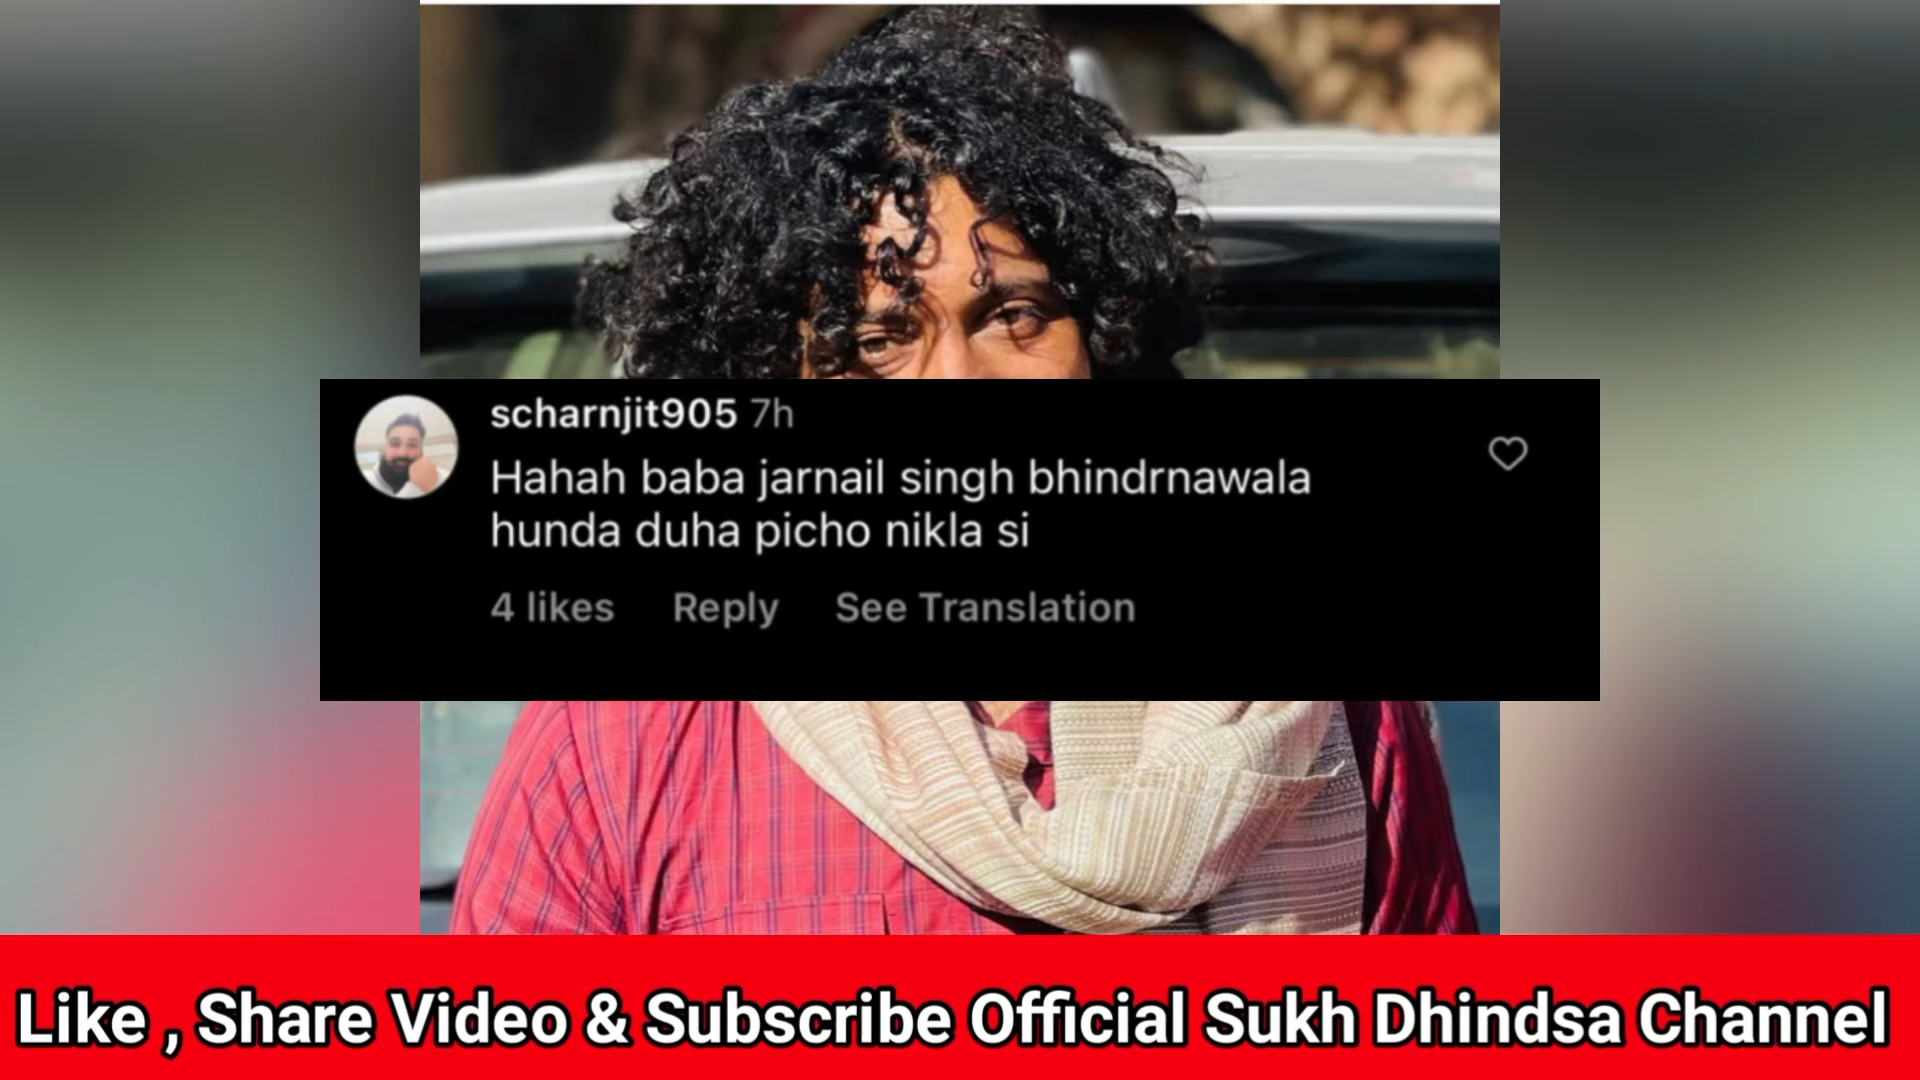 scharnjit905 7h
Hahah baba jarnail singh bhindrnawala
hunda duha picho nikla si
4 likes Reply See Translation
Like , Share Video & Subscribe Official Sukh Dhindsa Channel